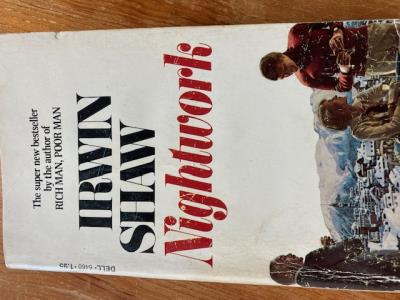 The super new bestseller
by the author of
RICH MAN, POOR MAN
IRWIN
SHAW
Nightwork
DELL • 6460 • 1.95